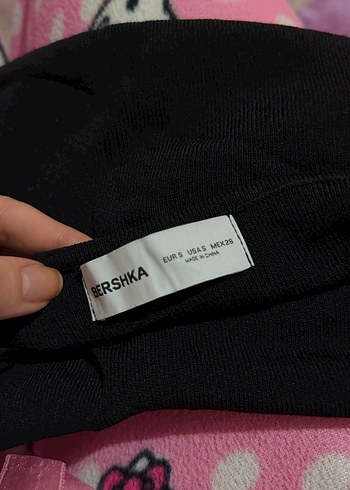 BERSHKA
EUR S USA S MEX 26
MADE IN CHINA